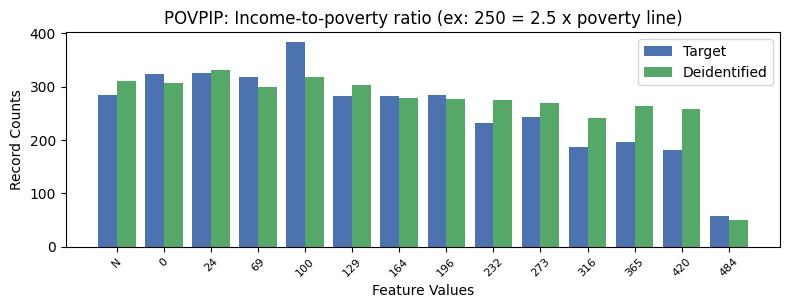 POVPIP: Income-to-poverty ratio (ex: 250 = 2.5 x poverty line)
Target
Deidentified
Record Counts
400
300
200
100
0
N 0 24 69 100 129 164 196 232 273 316 365 420 484
Feature Values